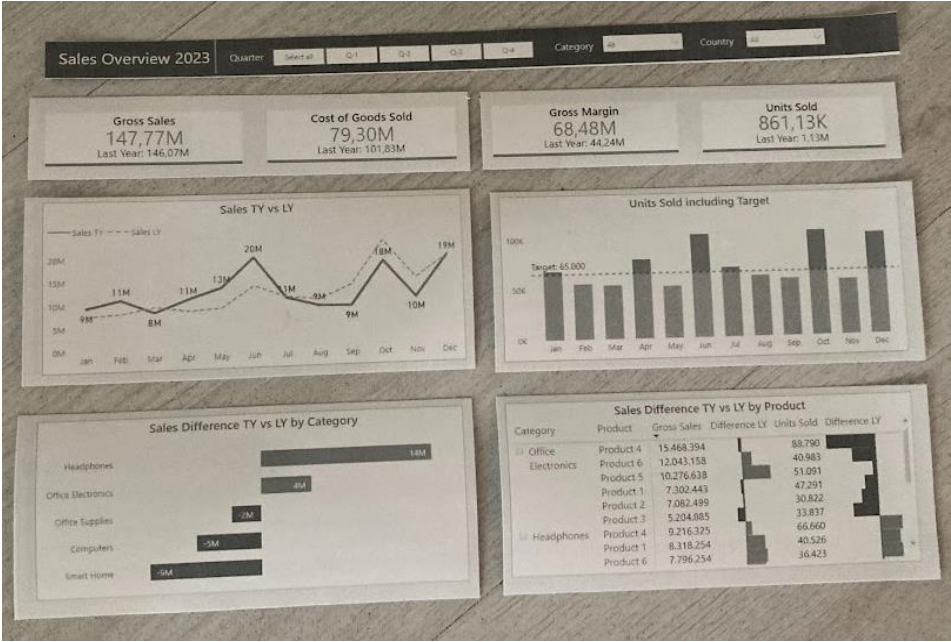 Sales Overview 2023 Quarter Select all Q-1 Q-2 Q-3 Q-4 Category All Country All
Gross Sales
147,77M
Last Year: 146,07M
Cost of Goods Sold
79,30M
Last Year: 101,83M
Gross Margin
68,48M
Last Year: 44,24M
Units Sold
861,13K
Last Year: 1,13M
Sales TY vs LY
Sales TY Sales LY
20M
15M
10M
5M
0M
9M 11M 8M 11M 13M 20M 11M 9M 9M 18M 10M 19M
Jan Feb Mar Apr May Jun Jul Aug Sep Oct Nov Dec
Units Sold including Target
100K
Target: 65.000
50K
0K
Jan Feb Mar Apr May Jun Jul Aug Sep Oct Nov Dec
Sales Difference TY vs LY by Category
Headphones 14M
Office Electronics 4M
Office Supplies -2M
Computers -5M
Smart Home -9M
Sales Difference TY vs LY by Product
Category Product Gross Sales Difference LY Units Sold Difference LY
Office Electronics Product 4 15.468.394 88.790
Product 6 12.043.158 40.983
Product 5 10.276.638 51.091
Product 1 7.302.443 47.291
Product 2 7.082.499 30.822
Product 3 5.204.885 33.837
Headphones Product 4 9.216.325 66.660
Product 1 8.318.254 40.526
Product 6 7.796.254 36.423